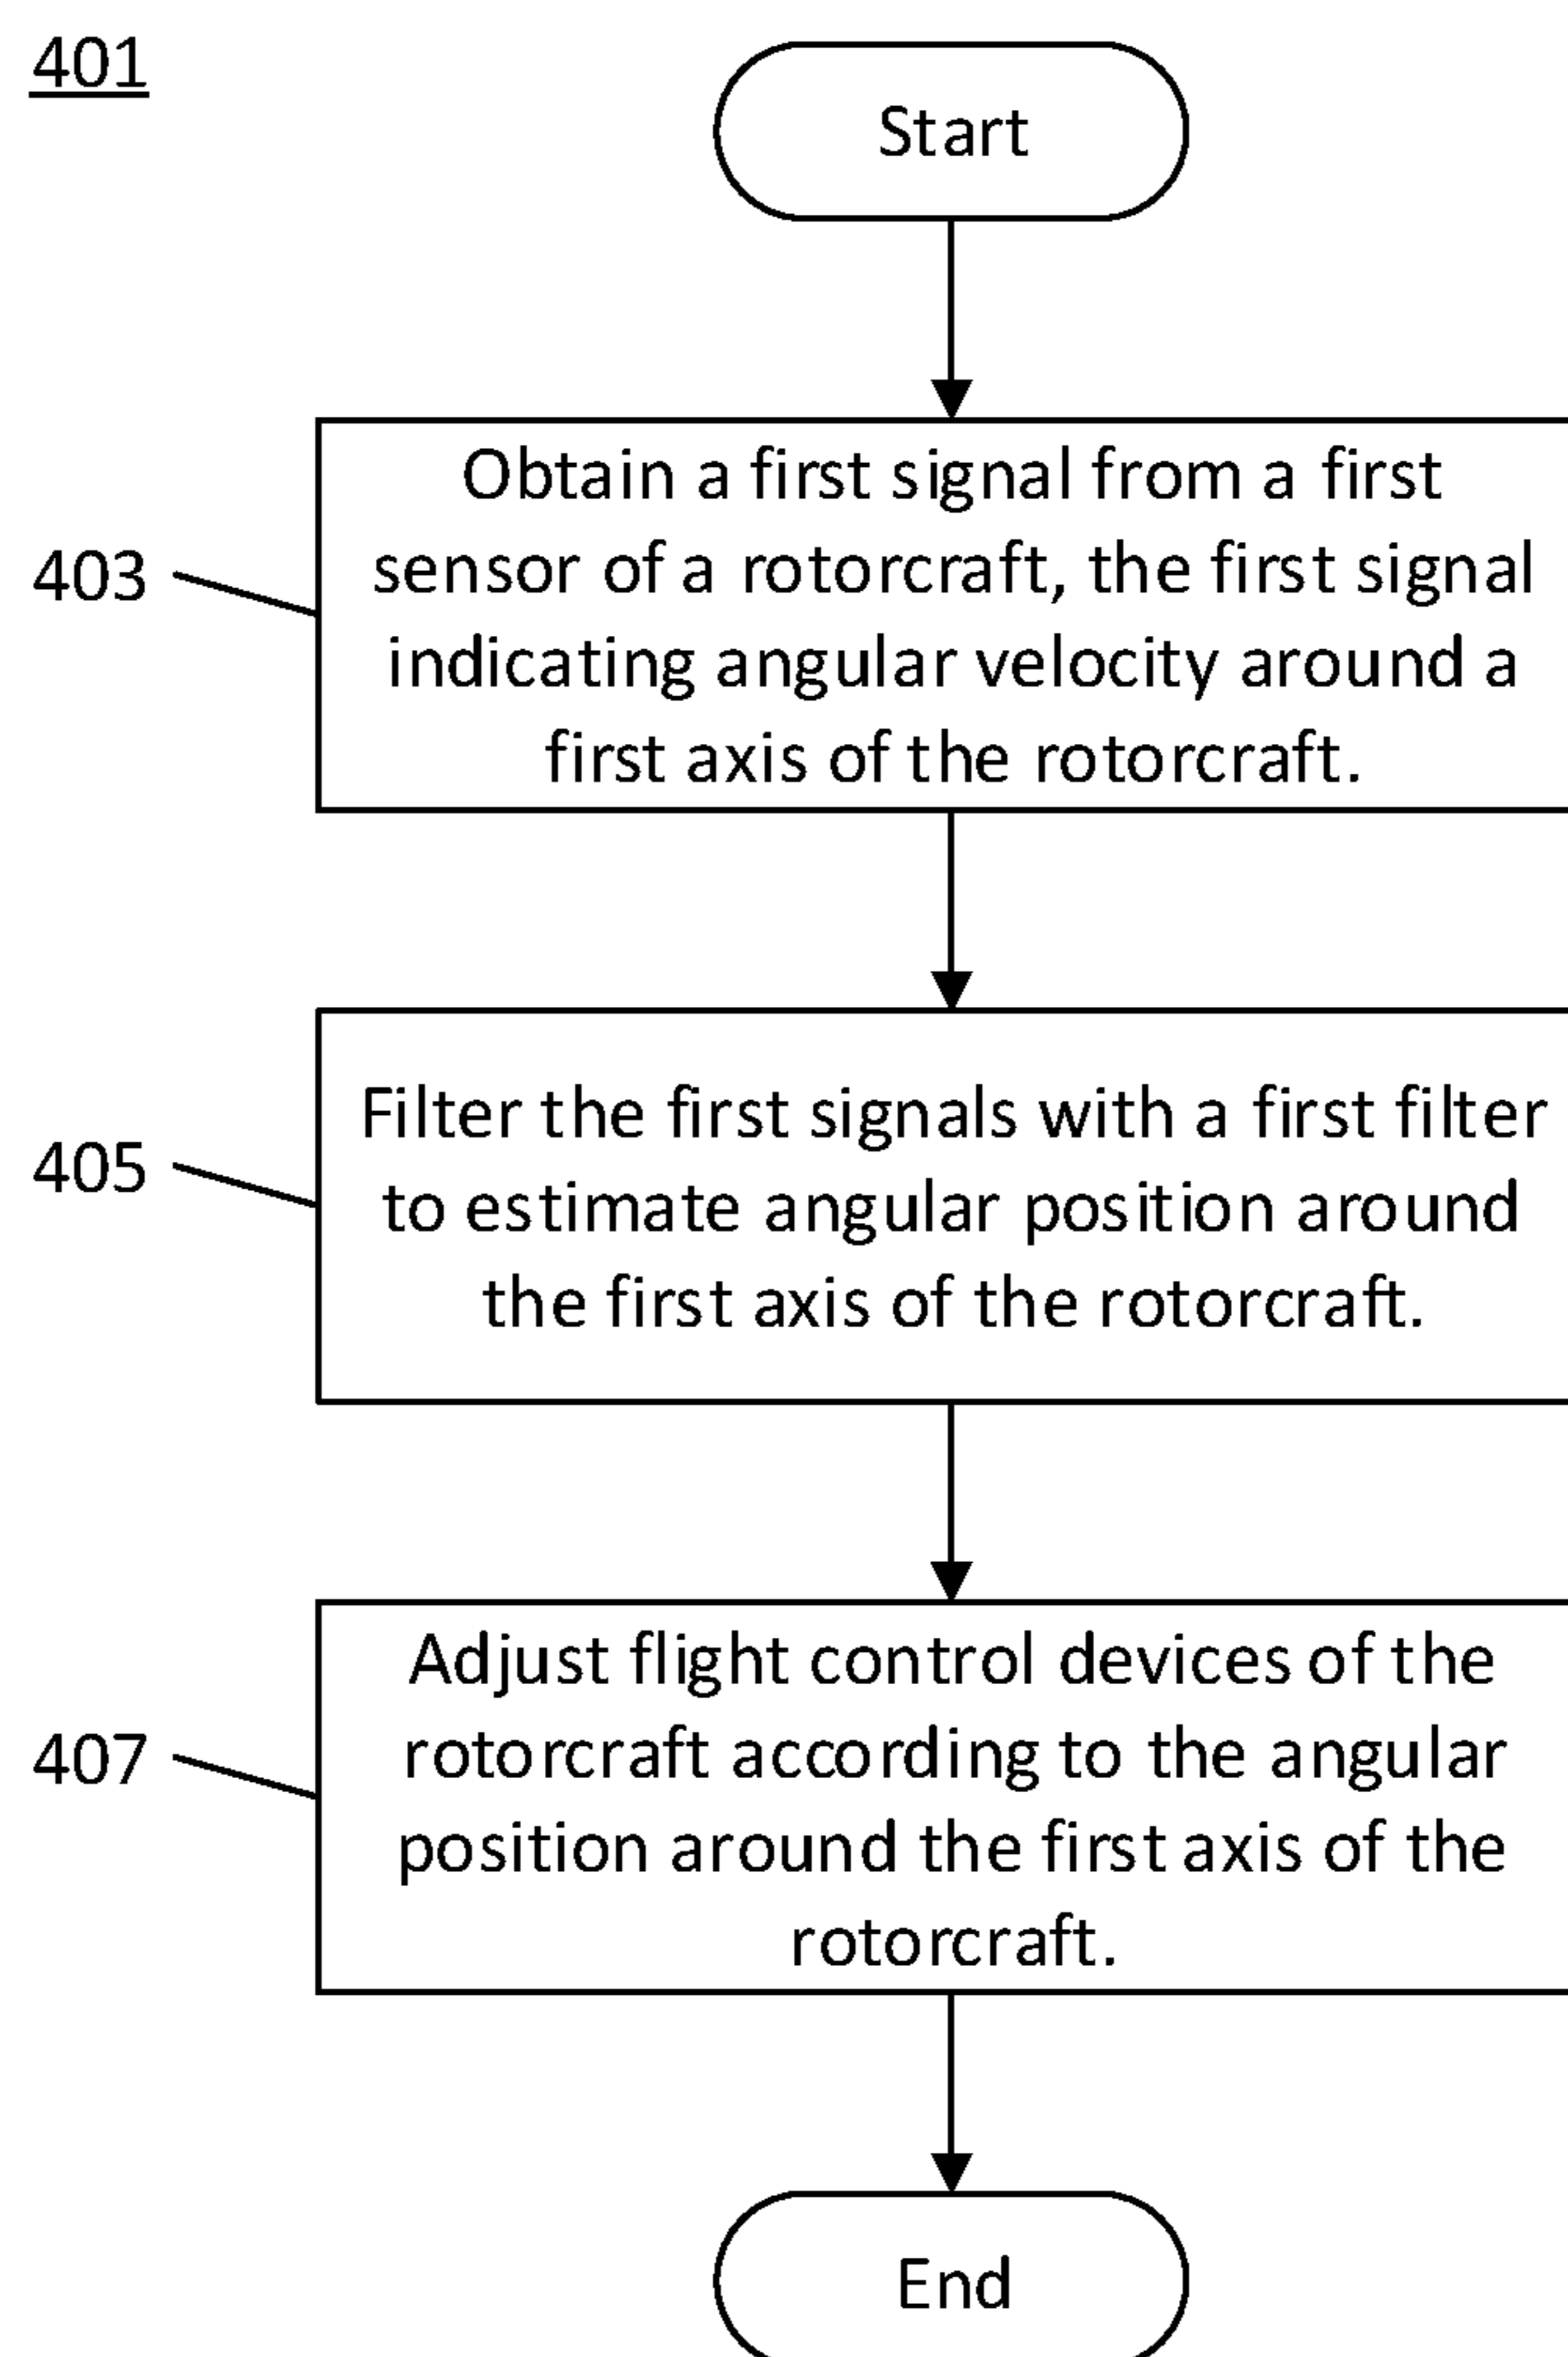 401
Start
403
Obtain a first signal from a first
sensor of a rotorcraft, the first signal
indicating angular velocity around a
first axis of the rotorcraft.
405
Filter the first signals with a first filter
to estimate angular position around
the first axis of the rotorcraft.
407
Adjust flight control devices of the
rotorcraft according to the angular
position around the first axis of the
rotorcraft.
End